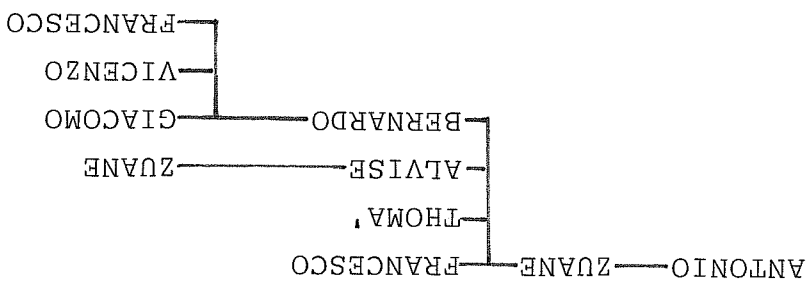 ANTONIO ZUANE FRANCESCO
THOMA'
ALVISE ZUANE
BERNARDO GIACOMO
VICENZO
FRANCESCO